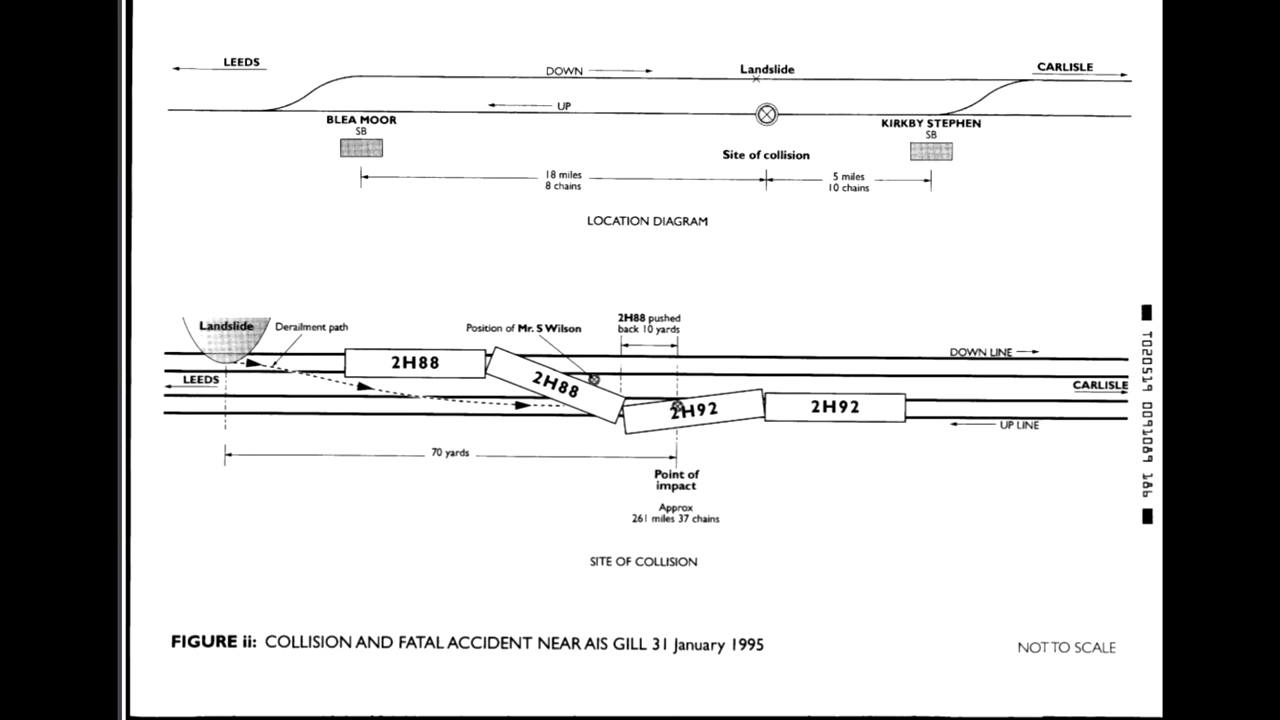 LEEDS
DOWN
Landslide
CARLISLE
UP
BLEA MOOR
SB
KIRKBY STEPHEN
SB
Site of collision
18 miles
8 chains
5 miles
10 chains
LOCATION DIAGRAM
Landslide
Derailment path
Position of Mr. S Wilson
2H88 pushed
back 10 yards
DOWN LINE
2H88
2H88
LEEDS
CARLISLE
2H92
2H92
UP LINE
70 yards
Point of
impact
Approx
261 miles 37 chains
SITE OF COLLISION
FIGURE ii: COLLISION AND FATAL ACCIDENT NEAR AIS GILL 31 January 1995
NOT TO SCALE